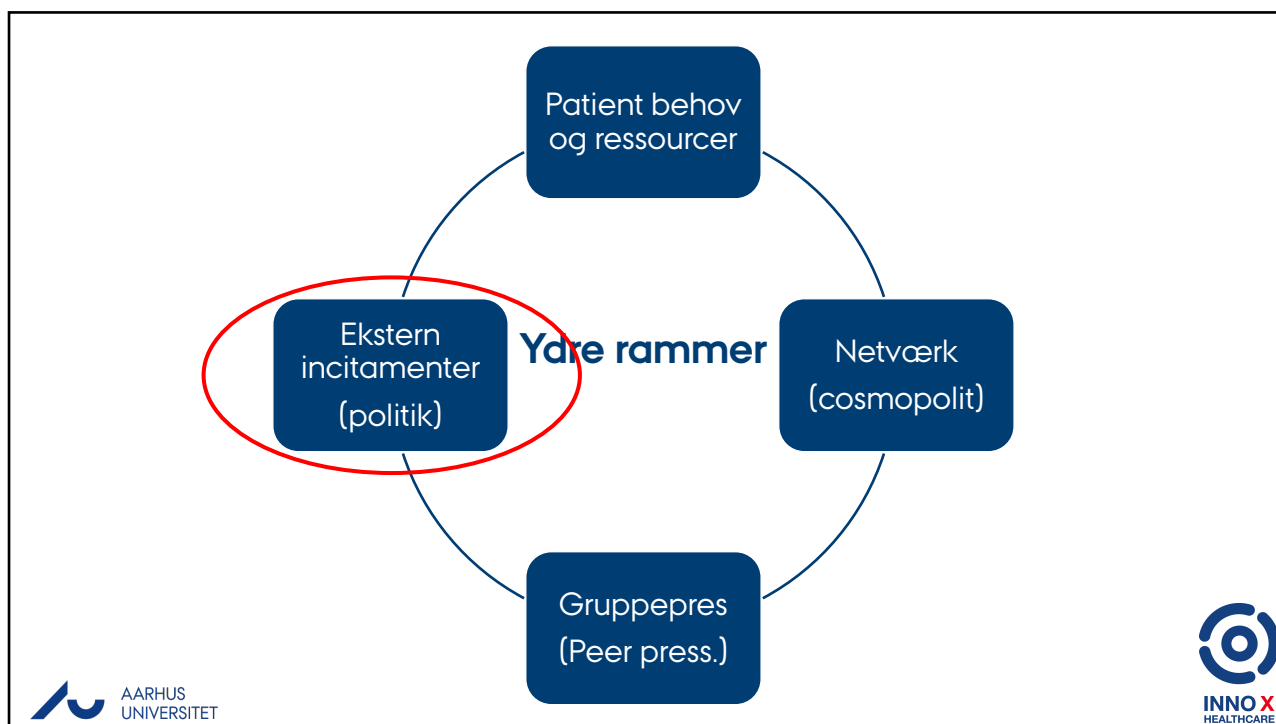 Patient behov
og ressourcer
Ekstern
incitamenter
(politik)
Ydre rammer
Netværk
(cosmopolit)
Gruppepres
(Peer press.)
AARHUS
UNIVERSITET
INNO X
HEALTHCARE